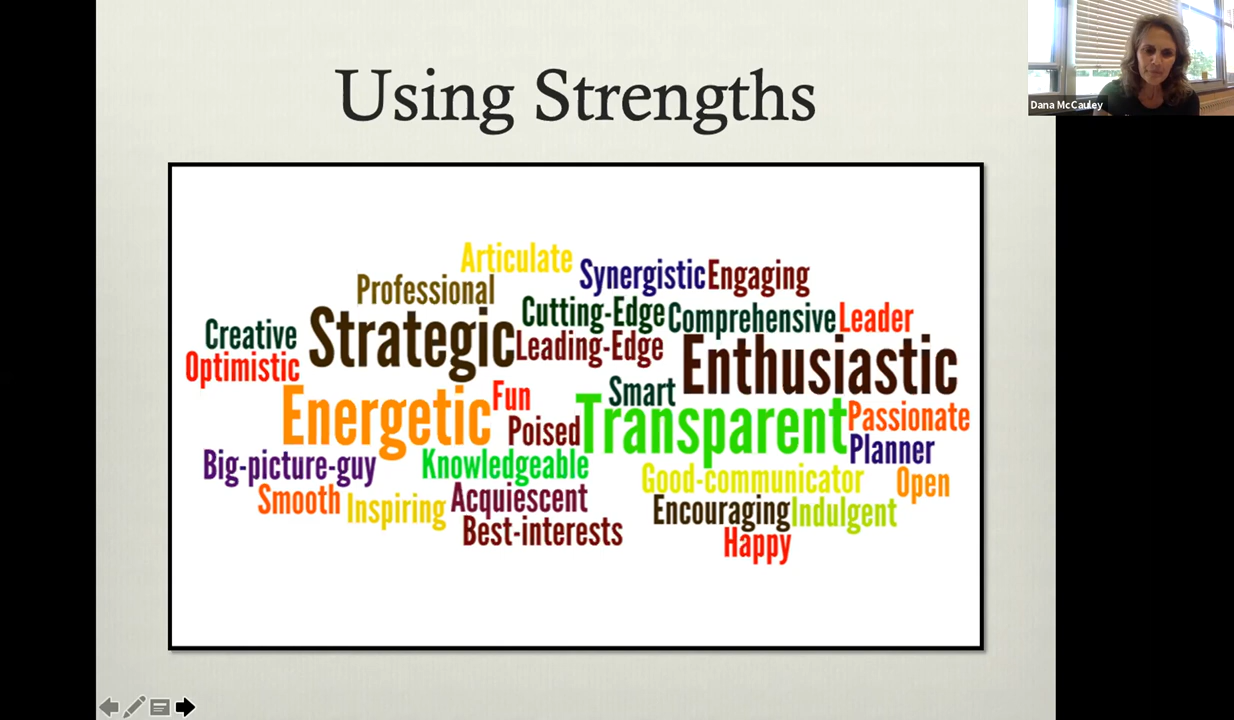 Using Strengths
Dana McCauley
Articulate
Synergistic Engaging
Professional
Cutting-Edge Comprehensive Leader
Creative Strategic Leading-Edge Enthusiastic
Optimistic
Energetic Fun Smart Transparent Passionate
Poised Planner
Big-picture-guy Knowledgeable Good-communicator Open
Smooth Inspiring Acquiescent Encouraging Indulgent
Best-interests Happy